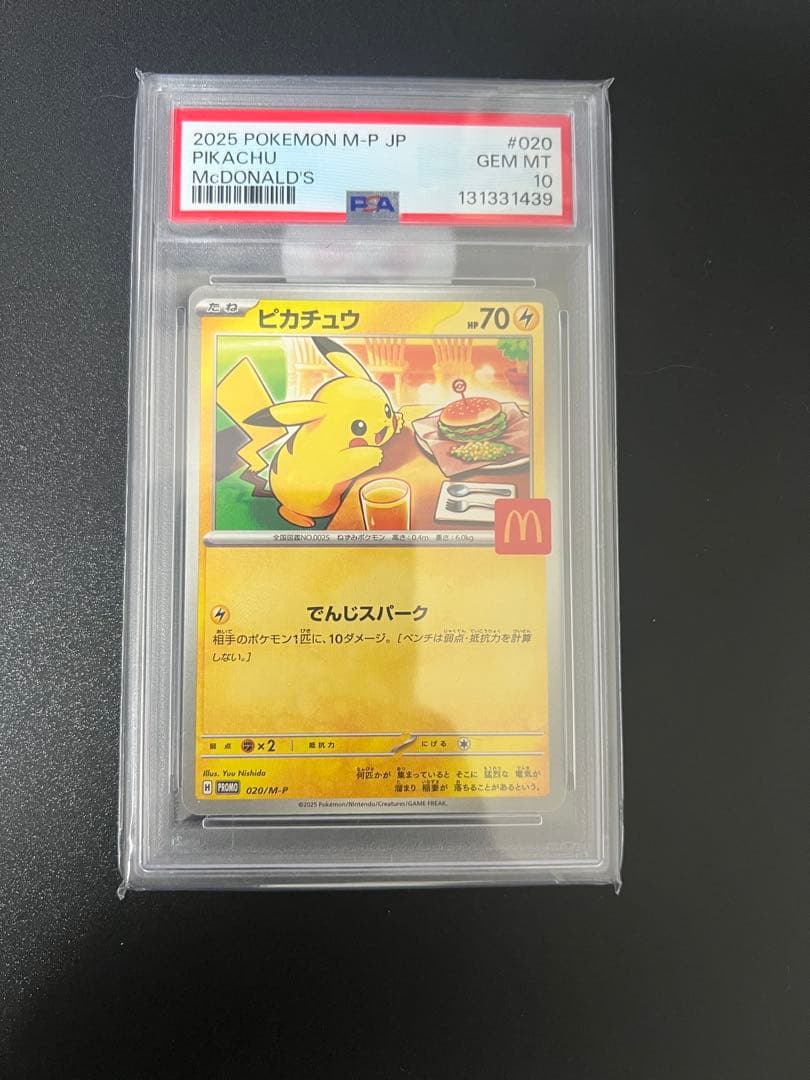 2025 POKEMON M-P JP #020
PIKACHU GEM MT
McDONALD'S 10
PSA 131331439
たね ピカチュウ HP70
全国図鑑NO.0025 ねずみポケモン 高さ:0.4m 重さ:6.0kg
でんじスパーク
相手のポケモン1匹に、10ダメージ。[ベンチは弱点・抵抗力を計算
しない。]
弱点 ×2 抵抗力 にげる
Illus. Yuu Nishida
何匹かが 集まっていると そこに 猛烈な 電気が
溜まり 稲妻が 落ちることがあるという。
H PROMO 020/M-P
©2025 Pokémon/Nintendo/Creatures/GAME FREAK.